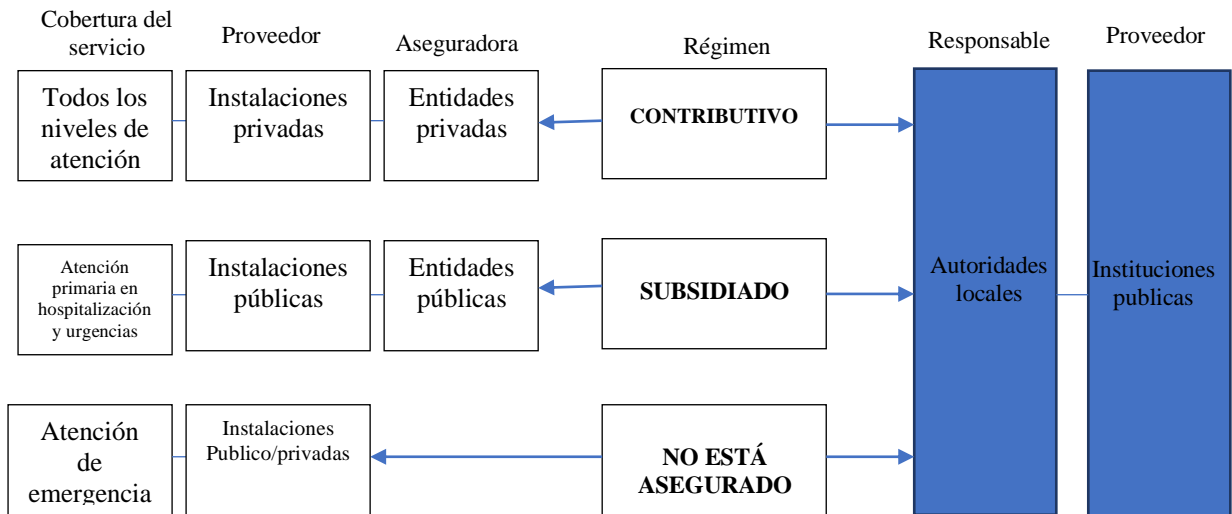 Cobertura del
servicio
Proveedor
Aseguradora
Régimen
Responsable
Proveedor
Todos los
niveles de
atención
Instalaciones
privadas
Entidades
privadas
CONTRIBUTIVO
Atención
primaria en
hospitalización
y urgencias
Instalaciones
públicas
Entidades
públicas
SUBSIDIADO
Autoridades
locales
Instituciones
publicas
Atención
de
emergencia
Instalaciones
Publico/privadas
NO ESTÁ
ASEGURADO